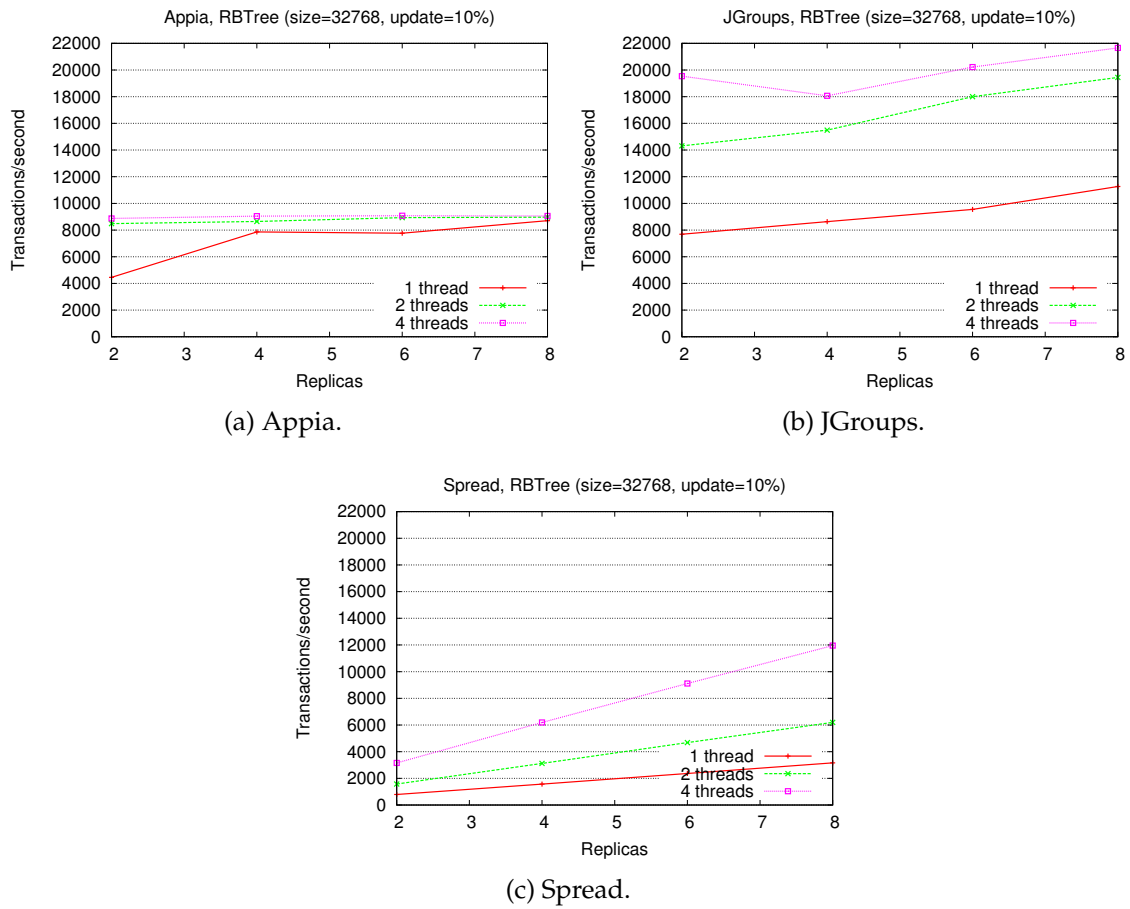 Appia, RBTree (size=32768, update=10%)
22000
20000
18000
16000
14000
12000
10000
8000
6000
4000
2000
0
Transactions/second
1 thread
2 threads
4 threads
2 3 4 5 6 7 8
Replicas
(a) Appia.
JGroups, RBTree (size=32768, update=10%)
22000
20000
18000
16000
14000
12000
10000
8000
6000
4000
2000
0
Transactions/second
1 thread
2 threads
4 threads
2 3 4 5 6 7 8
Replicas
(b) JGroups.
Spread, RBTree (size=32768, update=10%)
22000
20000
18000
16000
14000
12000
10000
8000
6000
4000
2000
0
Transactions/second
1 thread
2 threads
4 threads
2 3 4 5 6 7 8
Replicas
(c) Spread.